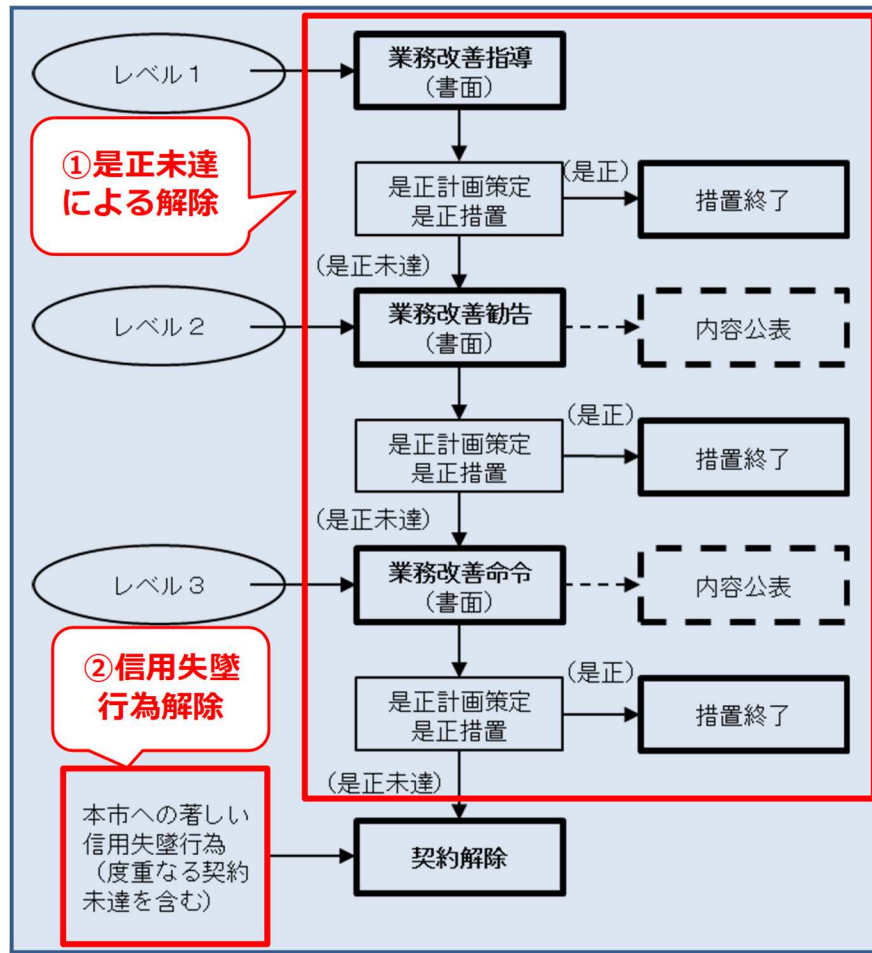 レベル１
業務改善指導
（書面）
①是正未達
による解除
是正計画策定
是正措置
（是正）
措置終了
（是正未達）
レベル２
業務改善勧告
（書面）
内容公表
是正計画策定
是正措置
（是正）
措置終了
（是正未達）
レベル３
業務改善命令
（書面）
内容公表
②信用失墜
行為解除
是正計画策定
是正措置
（是正）
措置終了
（是正未達）
本市への著しい
信用失墜行為
（度重なる契約
未達を含む）
契約解除